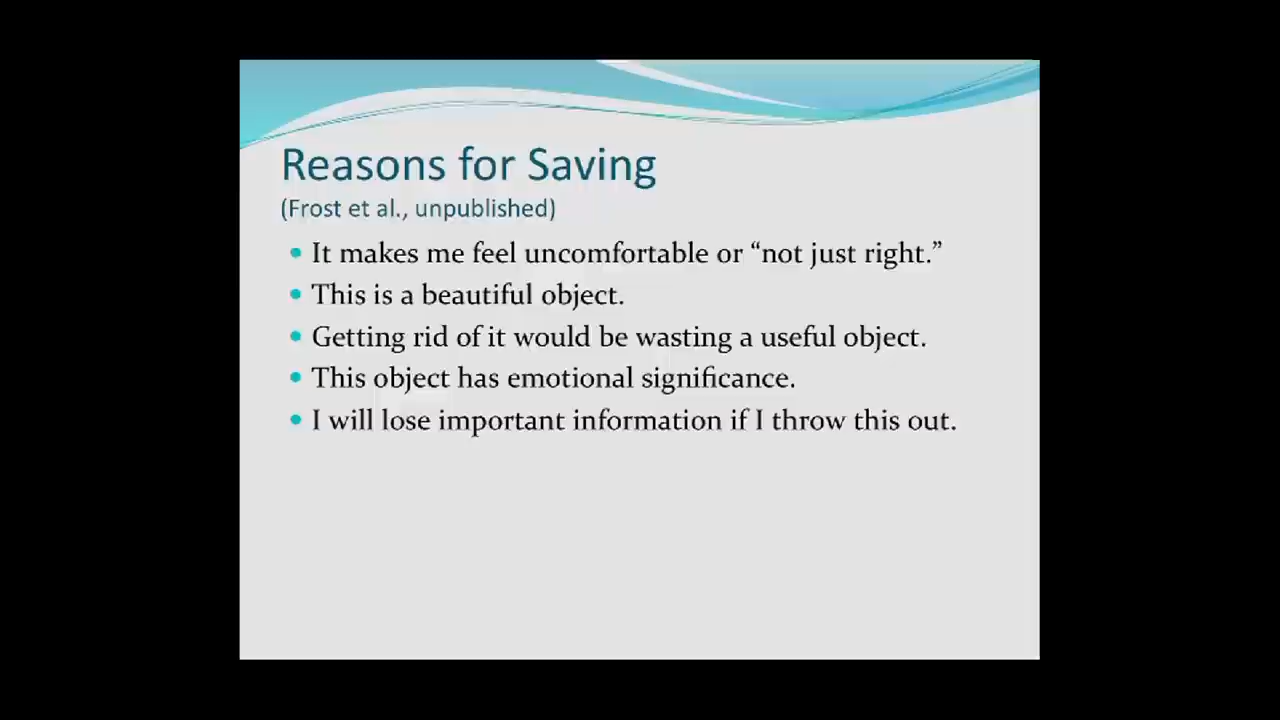 Reasons for Saving
(Frost et al., unpublished)
• It makes me feel uncomfortable or “not just right.”
• This is a beautiful object.
• Getting rid of it would be wasting a useful object.
• This object has emotional significance.
• I will lose important information if I throw this out.